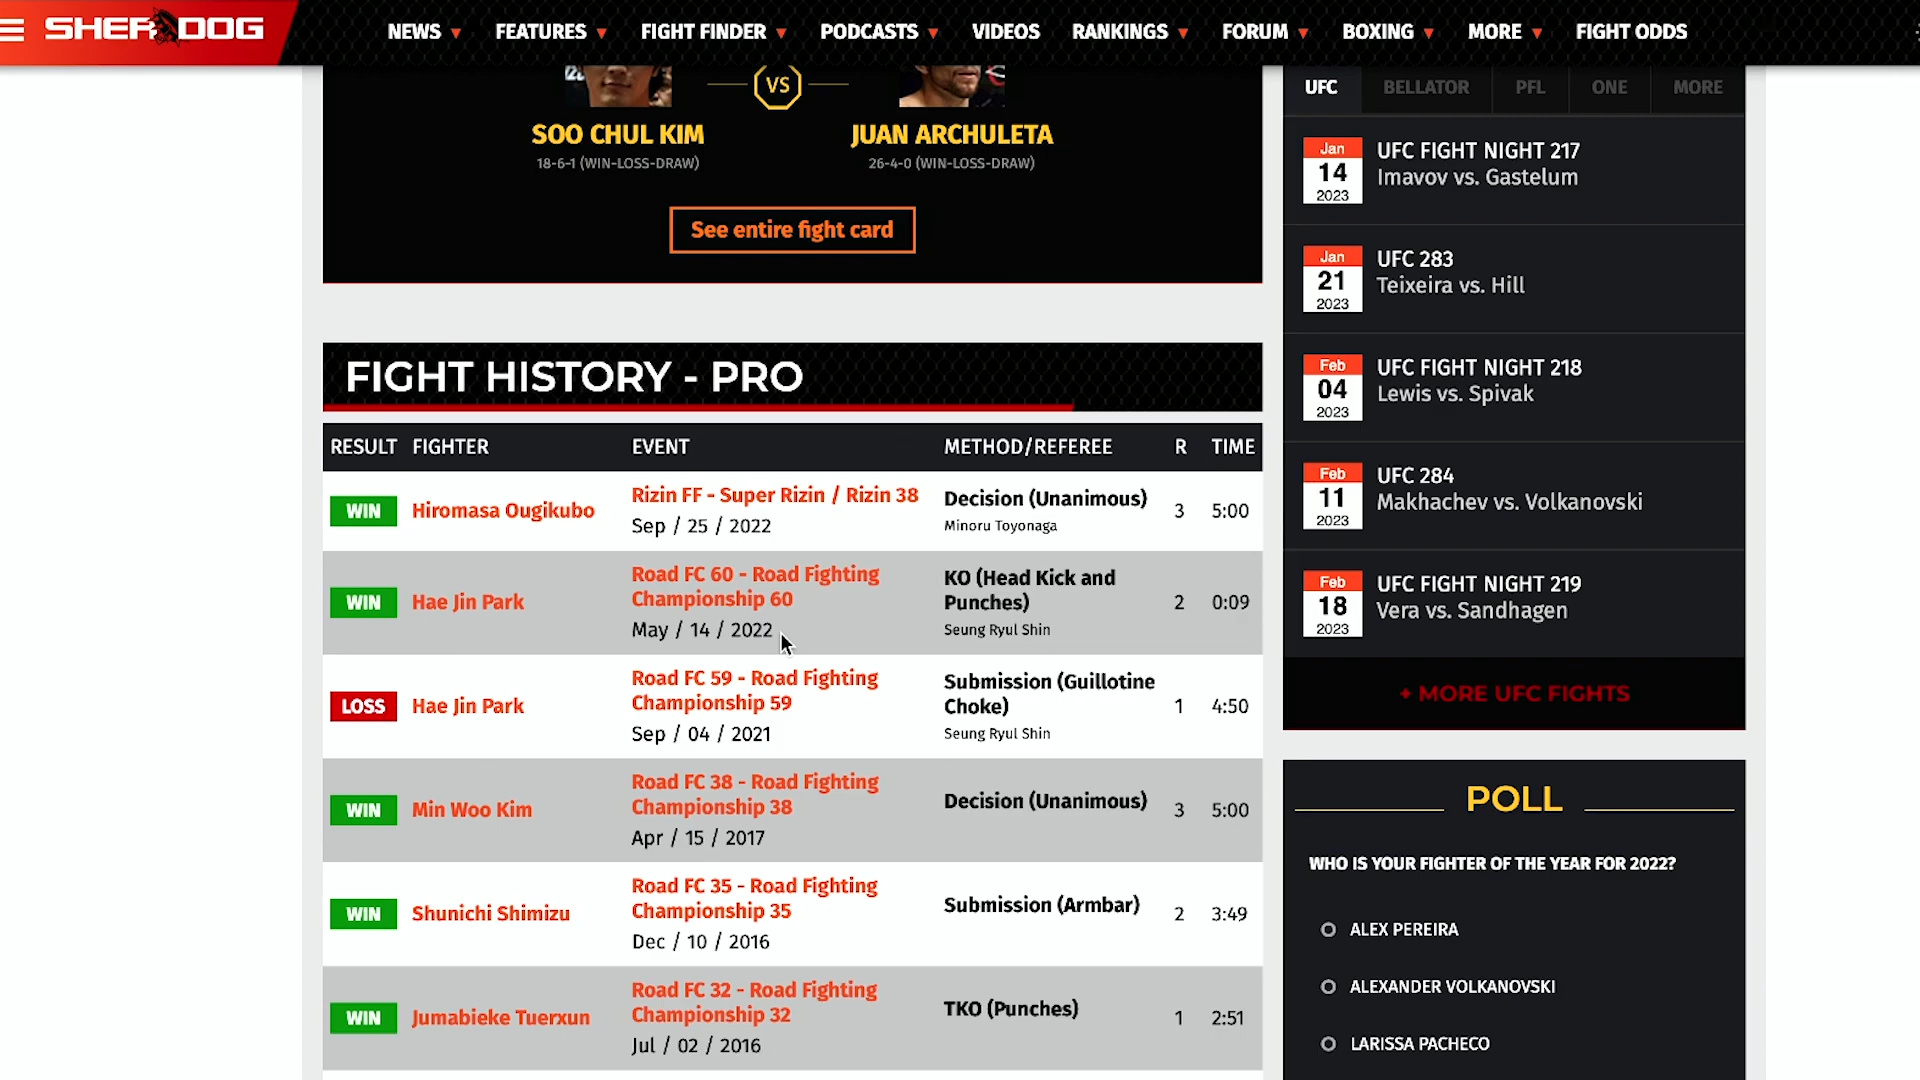 SHERDOG
NEWS
FEATURES
FIGHT FINDER
PODCASTS
VIDEOS
RANKINGS
FORUM
BOXING
MORE
FIGHT ODDS
VS
SOO CHUL KIM
18-6-1 (WIN-LOSS-DRAW)
JUAN ARCHULETA
26-4-0 (WIN-LOSS-DRAW)
See entire fight card
FIGHT HISTORY - PRO
RESULT FIGHTER EVENT METHOD/REFEREE R TIME
WIN Hiromasa Ougikubo Rizin FF - Super Rizin / Rizin 38 Decision (Unanimous) 3 5:00
Sep / 25 / 2022 Minoru Toyonaga
Road FC 60 - Road Fighting KO (Head Kick and
WIN Hae Jin Park Championship 60 Punches) 2 0:09
May / 14 / 2022 Seung Ryul Shin
Road FC 59 - Road Fighting Submission (Guillotine
LOSS Hae Jin Park Championship 59 Choke) 1 4:50
Sep / 04 / 2021 Seung Ryul Shin
Road FC 38 - Road Fighting
WIN Min Woo Kim Championship 38 Decision (Unanimous) 3 5:00
Apr / 15 / 2017
Road FC 35 - Road Fighting
WIN Shunichi Shimizu Championship 35 Submission (Armbar) 2 3:49
Dec / 10 / 2016
Road FC 32 - Road Fighting
WIN Jumabieke Tuerxun Championship 32 TKO (Punches) 1 2:51
Jul / 02 / 2016
UFC BELLATOR PFL ONE MORE
Jan
14
2023
UFC FIGHT NIGHT 217
Imavov vs. Gastelum
Jan
21
2023
UFC 283
Teixeira vs. Hill
Feb
04
2023
UFC FIGHT NIGHT 218
Lewis vs. Spivak
Feb
11
2023
UFC 284
Makhachev vs. Volkanovski
Feb
18
2023
UFC FIGHT NIGHT 219
Vera vs. Sandhagen
+ MORE UFC FIGHTS
POLL
WHO IS YOUR FIGHTER OF THE YEAR FOR 2022?
ALEX PEREIRA
ALEXANDER VOLKANOVSKI
LARISSA PACHECO